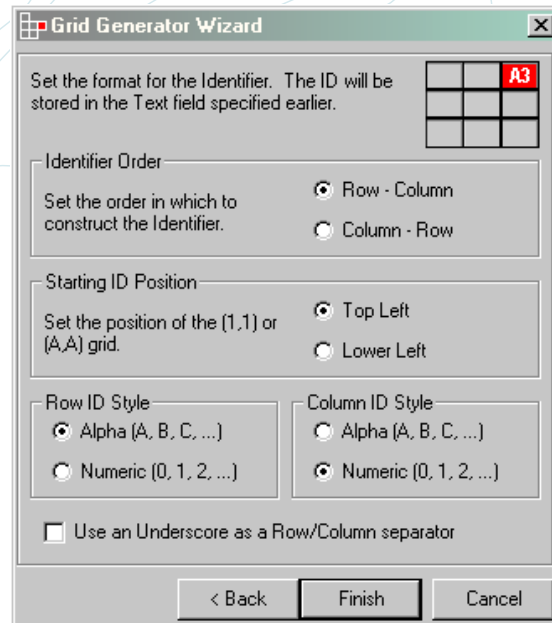 Grid Generator Wizard
Set the format for the Identifier. The ID will be
stored in the Text field specified earlier.
A3
Identifier Order
Set the order in which to
construct the Identifier.
Row - Column
Column - Row
Starting ID Position
Set the position of the (1,1) or
(A,A) grid.
Top Left
Lower Left
Row ID Style
Alpha (A, B, C, ...)
Numeric (0, 1, 2, ...)
Column ID Style
Alpha (A, B, C, ...)
Numeric (0, 1, 2, ...)
Use an Underscore as a Row/Column separator
< Back
Finish
Cancel